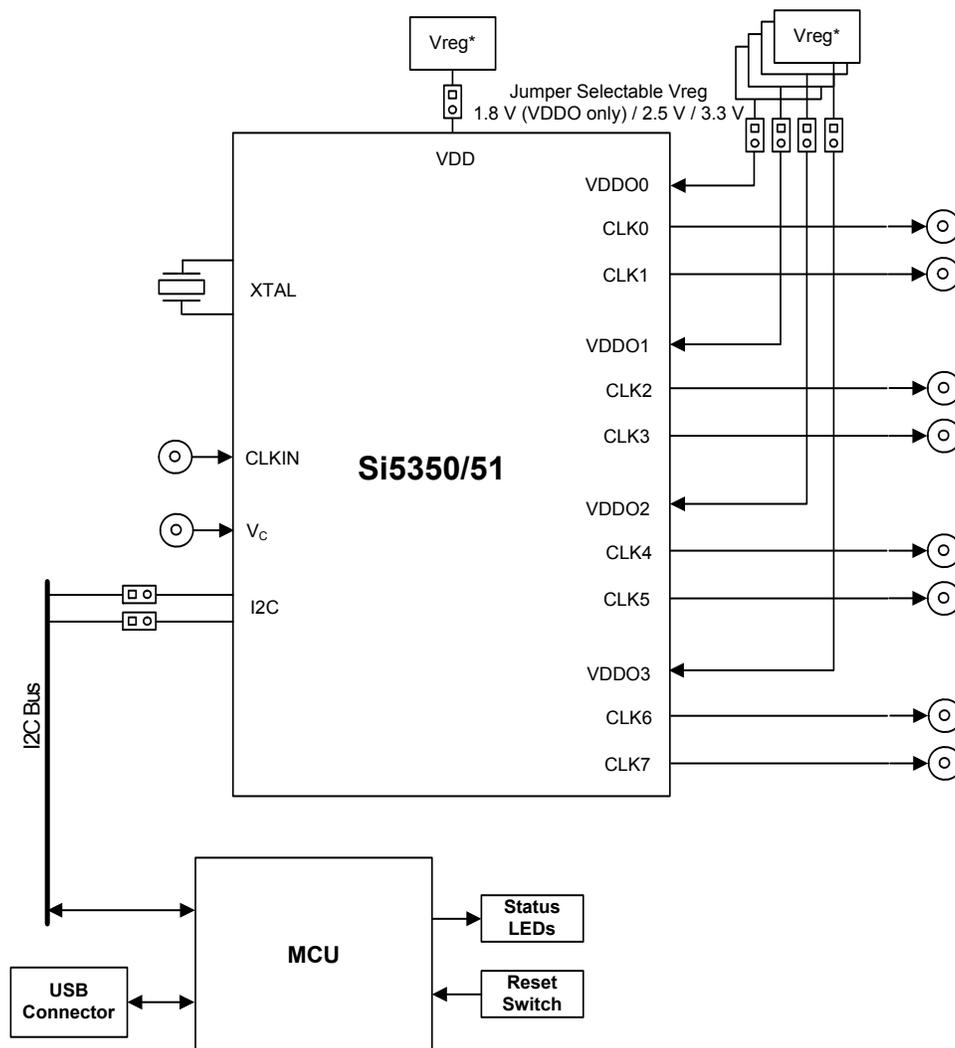 Vreg*
Vreg*
Jumper Selectable Vreg
1.8 V (VDDO only) / 2.5 V / 3.3 V
VDD
VDDO0
CLK0
CLK1
XTAL
VDDO1
CLK2
CLK3
CLKIN
Si5350/51
VDDO2
VC
CLK4
CLK5
I2C
VDDO3
I2C Bus
CLK6
CLK7
Status
LEDs
MCU
Reset
Switch
USB
Connector